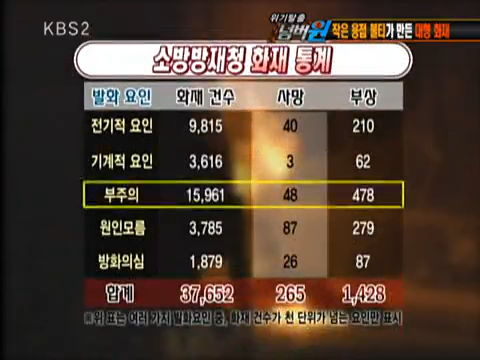 KBS2
위기탈출 넘버원 작은 용접 불티가 만든 대형 화재
소방방재청 화재 통계
발화 요인 화재 건수 사망 부상
전기적 요인 9,815 40 210
기계적 요인 3,616 3 62
부주의 15,961 48 478
원인모름 3,785 87 279
방화의심 1,879 26 87
합계 37,652 265 1,428
※위 표는 여러 가지 발화요인 중, 화재 건수가 천 단위가 넘는 요인만 표시